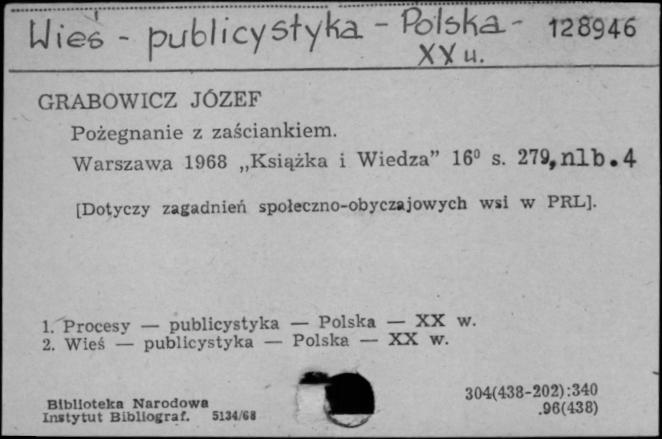 Wieś - publicystyka - Polska - 128946
XX w.
GRABOWICZ JÓZEF
Pożegnanie z zaściankiem.
Warszawa 1968 „Książka i Wiedza” 16⁰ s. 279, nlb. 4
[Dotyczy zagadnień społeczno-obyczajowych wsi w PRL].
1. Procesy — publicystyka — Polska — XX w.
2. Wieś — publicystyka — Polska — XX w.
Biblioteka Narodowa 304(438-202):340
Instytut Bibliograf. 5134/68 .96(438)